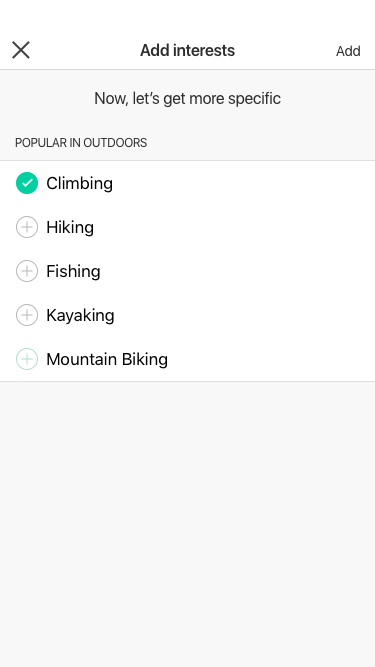 Add interests
Add
Now, let’s get more specific
POPULAR IN OUTDOORS
Climbing
Hiking
Fishing
Kayaking
Mountain Biking